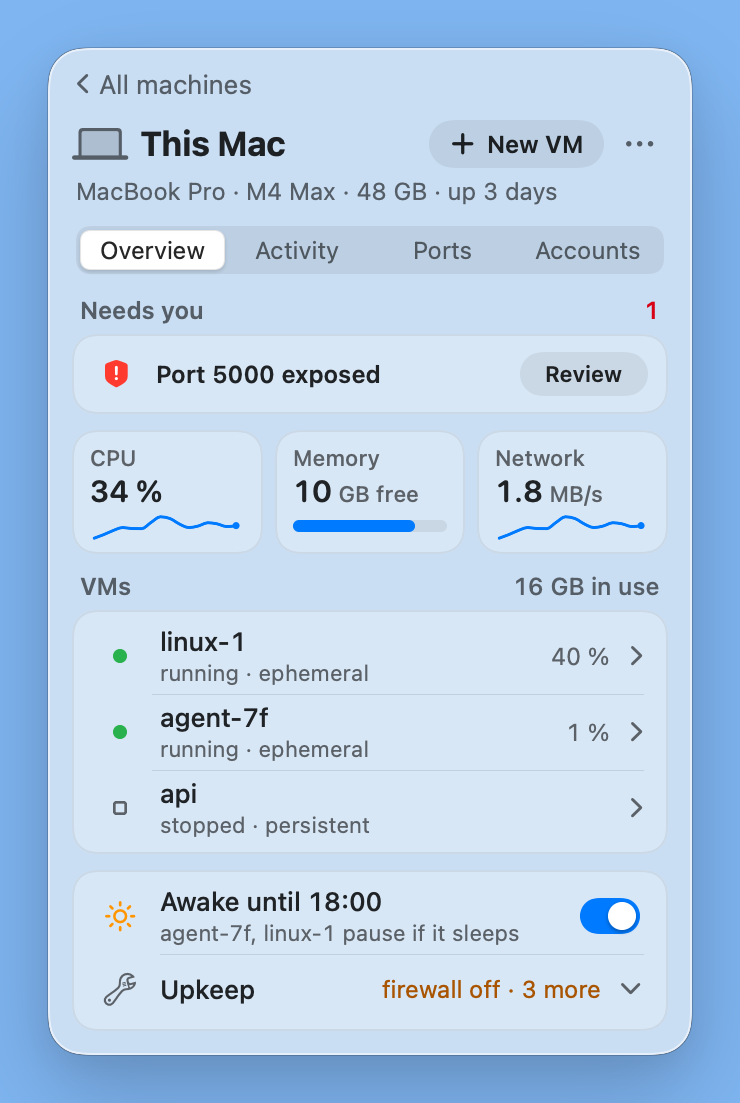 All machines
This Mac
New VM
MacBook Pro · M4 Max · 48 GB · up 3 days
Overview
Activity
Ports
Accounts
Needs you
1
Port 5000 exposed
Review
CPU
34 %
Memory
10 GB free
Network
1.8 MB/s
VMs
16 GB in use
linux-1
running · ephemeral
40 %
agent-7f
running · ephemeral
1 %
api
stopped · persistent
Awake until 18:00
agent-7f, linux-1 pause if it sleeps
Upkeep
firewall off · 3 more